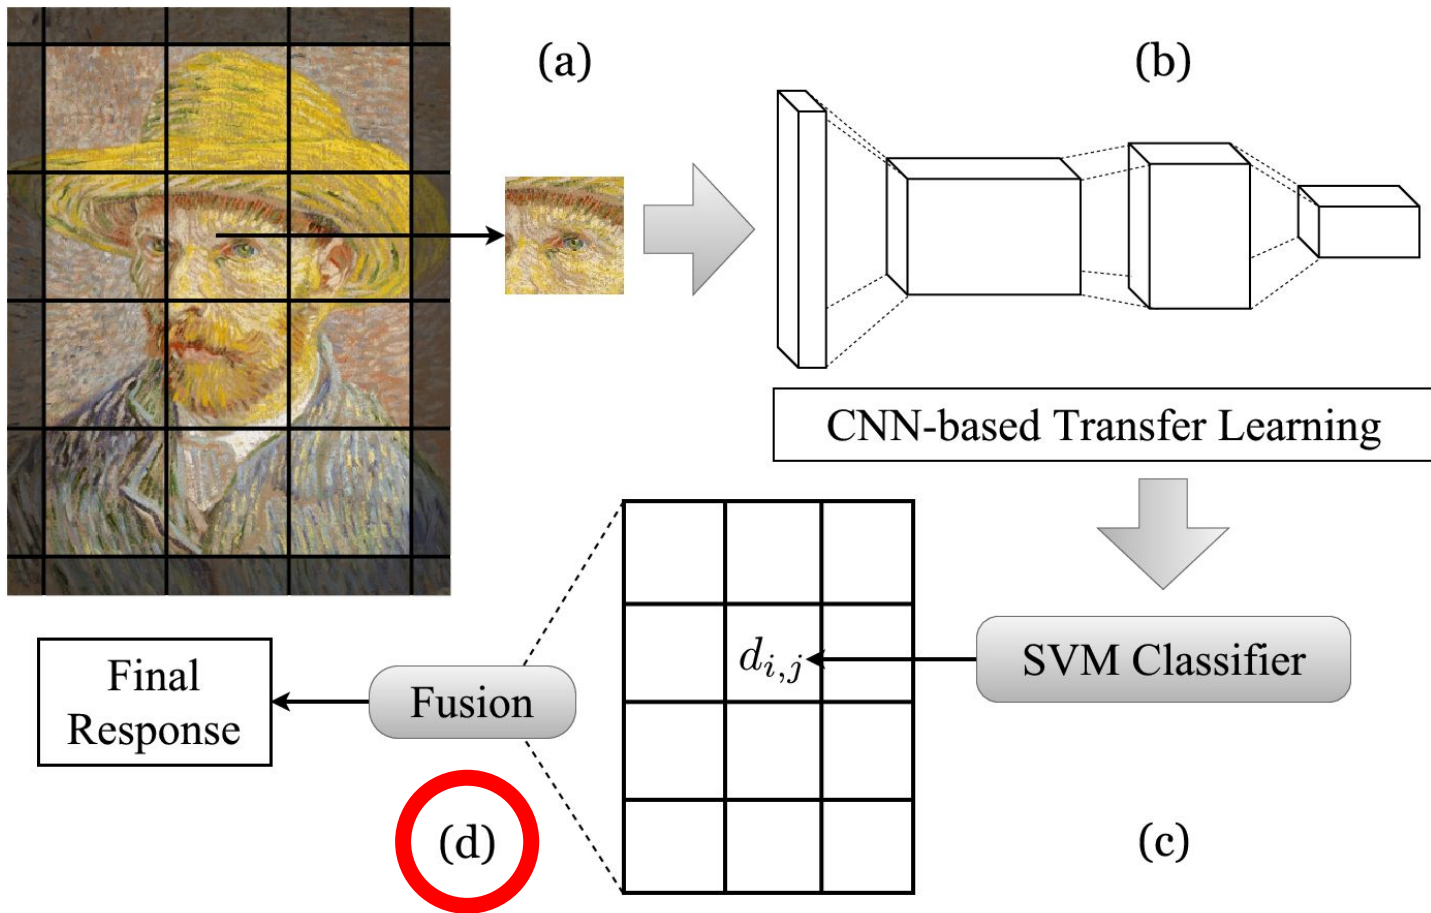 (a)
(b)
CNN-based Transfer Learning
SVM Classifier
d_{i,j}
Fusion
Final
Response
(d)
(c)